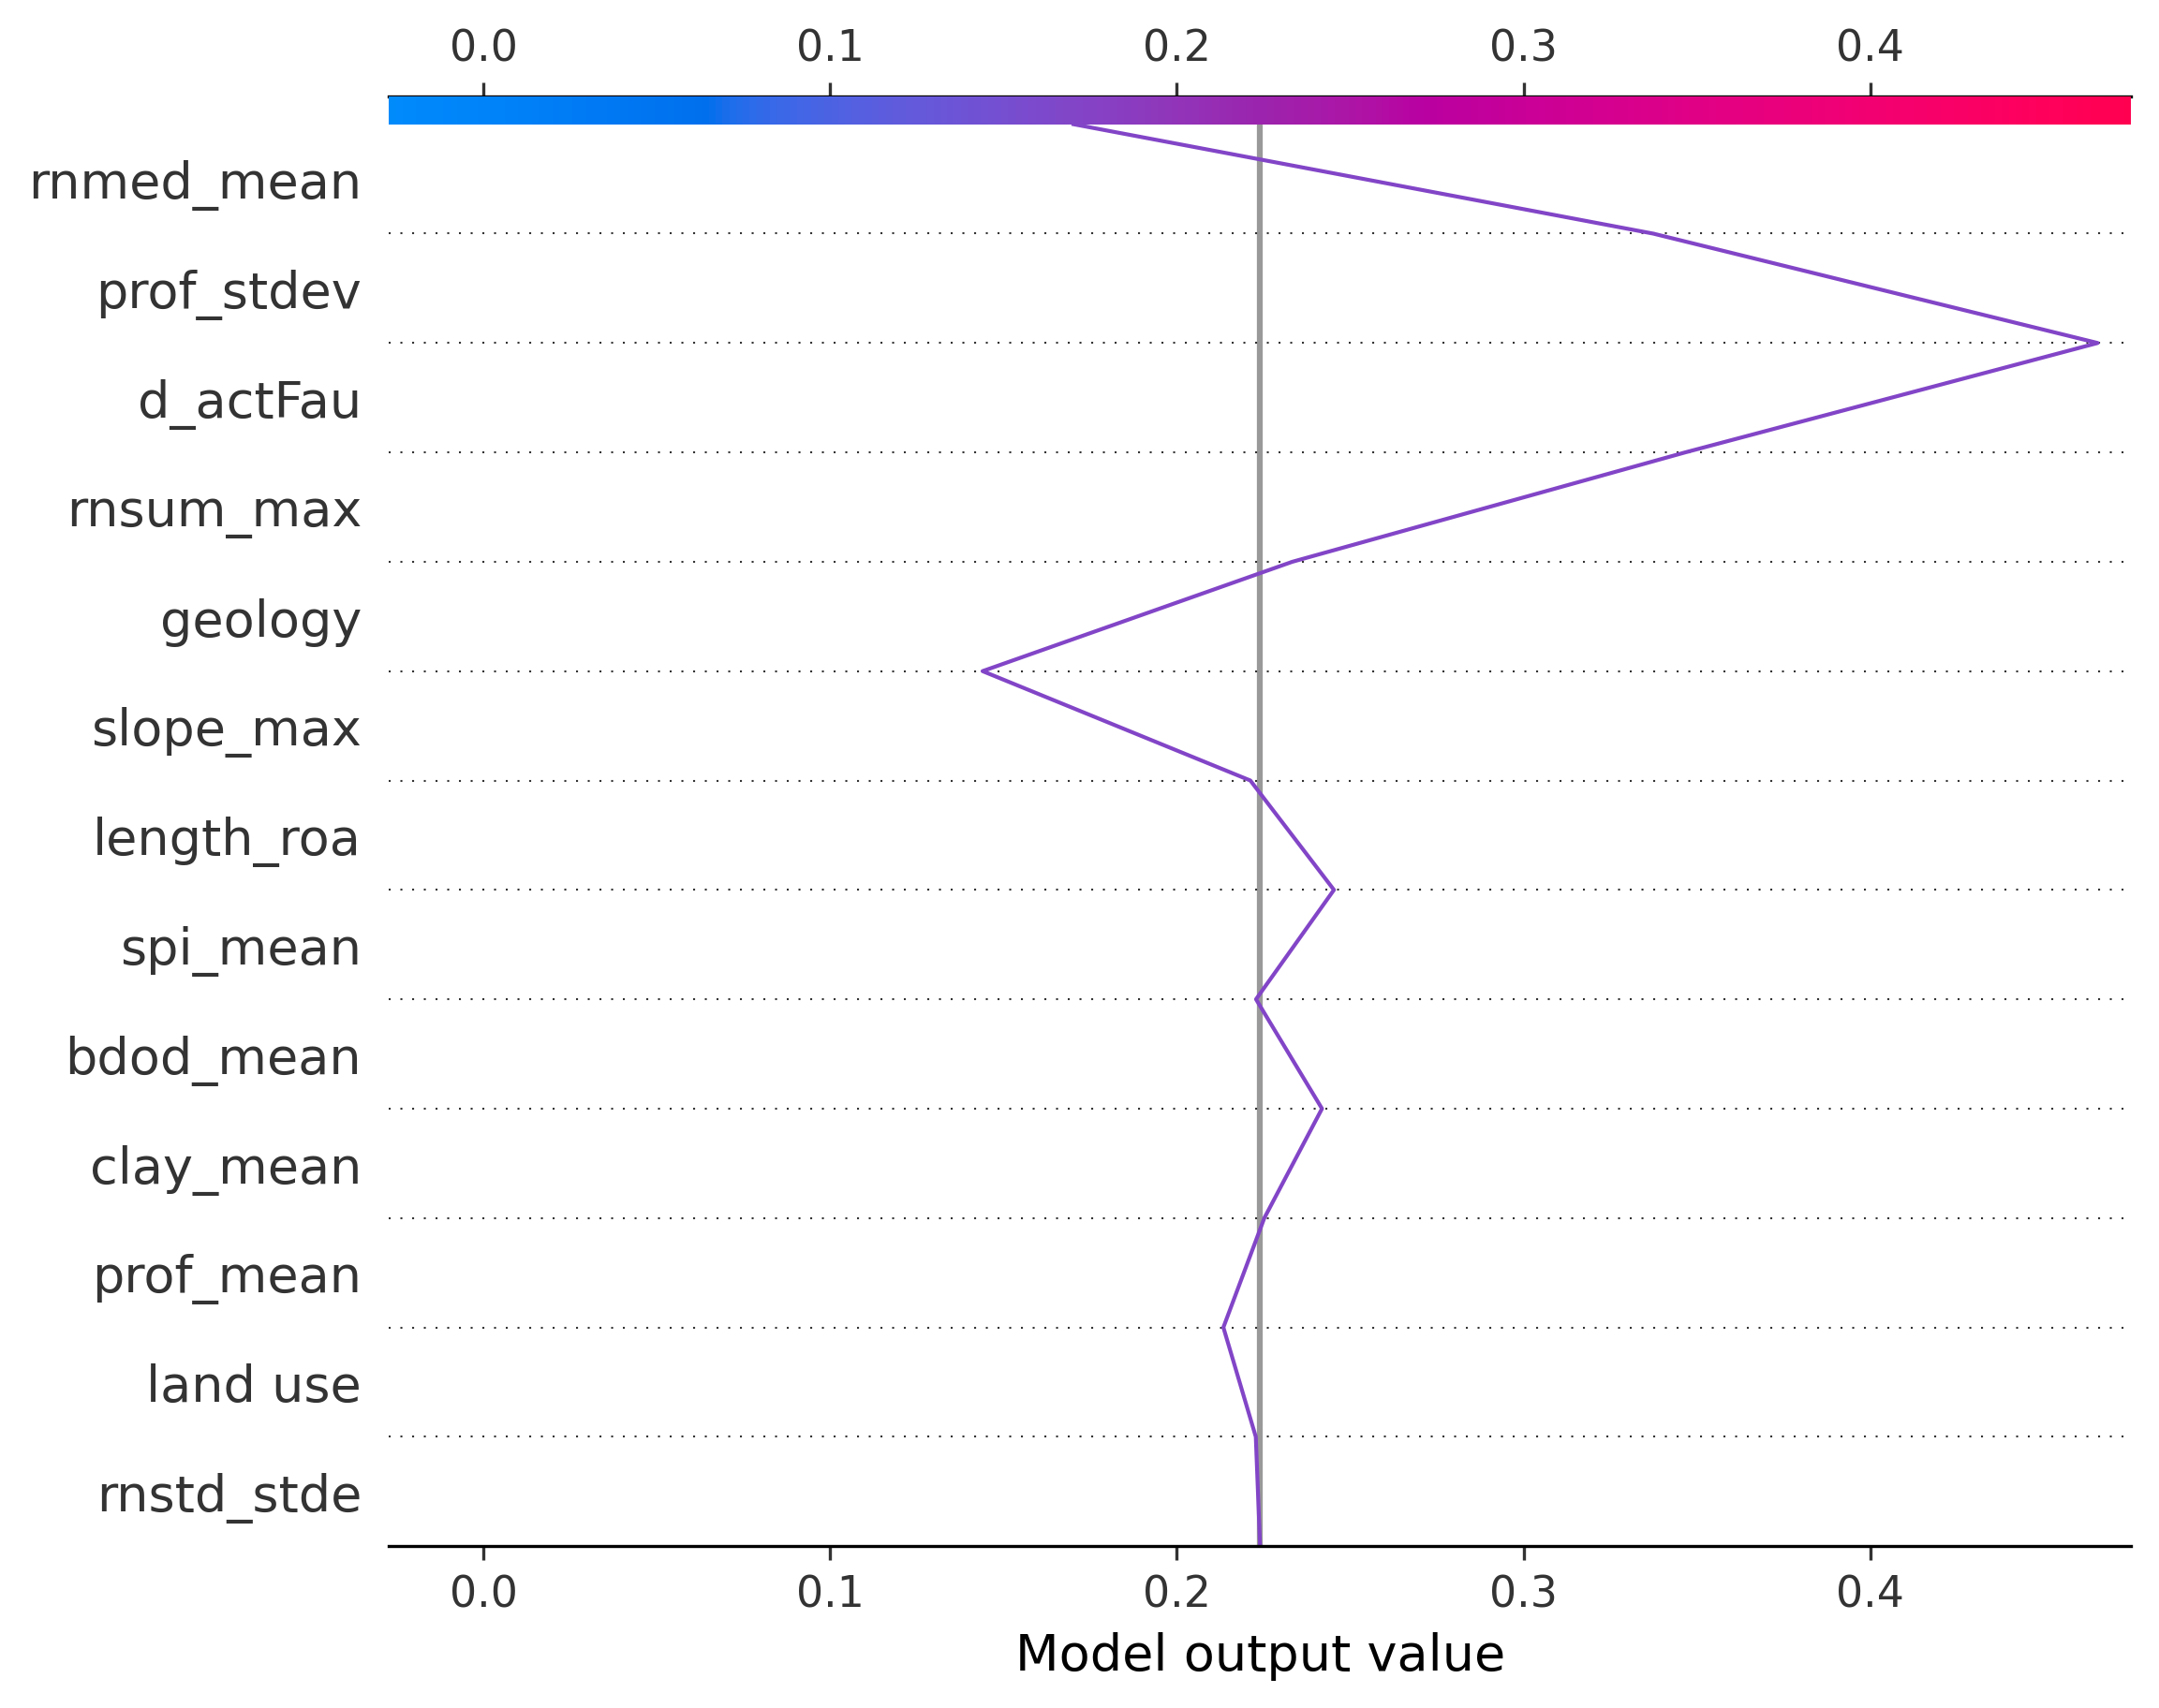 0.0 0.1 0.2 0.3 0.4
rnmed_mean
prof_stdev
d_actFau
rnsum_max
geology
slope_max
length_roa
spi_mean
bdod_mean
clay_mean
prof_mean
land use
rnstd_stde
0.0 0.1 0.2 0.3 0.4
Model output value